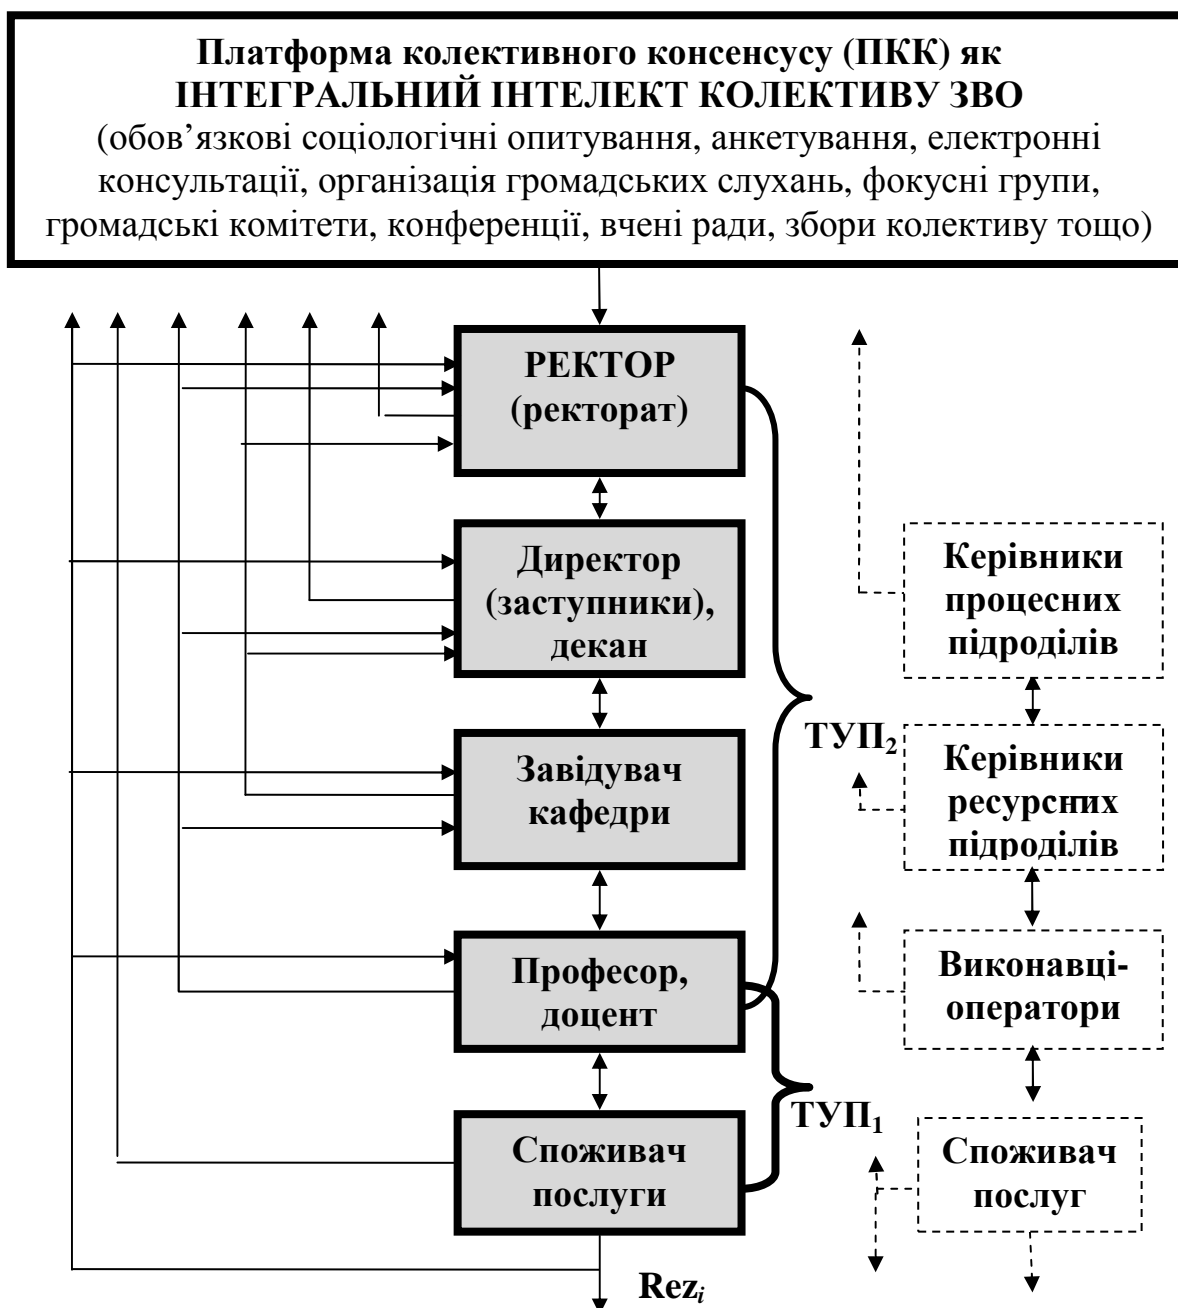 Платформа колективного консенсусу (ПКК) як
ІНТЕГРАЛЬНИЙ ІНТЕЛЕКТ КОЛЕКТИВУ ЗВО
(обов’язкові соціологічні опитування, анкетування, електронні
консультації, організація громадських слухань, фокусні групи,
громадські комітети, конференції, вчені ради, збори колективу тощо)
РЕКТОР
(ректорат)
Директор
(заступники),
декан
Завідувач
кафедри
Професор,
доцент
Споживач
послуги
ТУП₂
ТУП₁
Rezᵢ
Керівники
процесних
підроділів
Керівники
ресурсних
підроділів
Виконавці-
оператори
Споживач
послуг